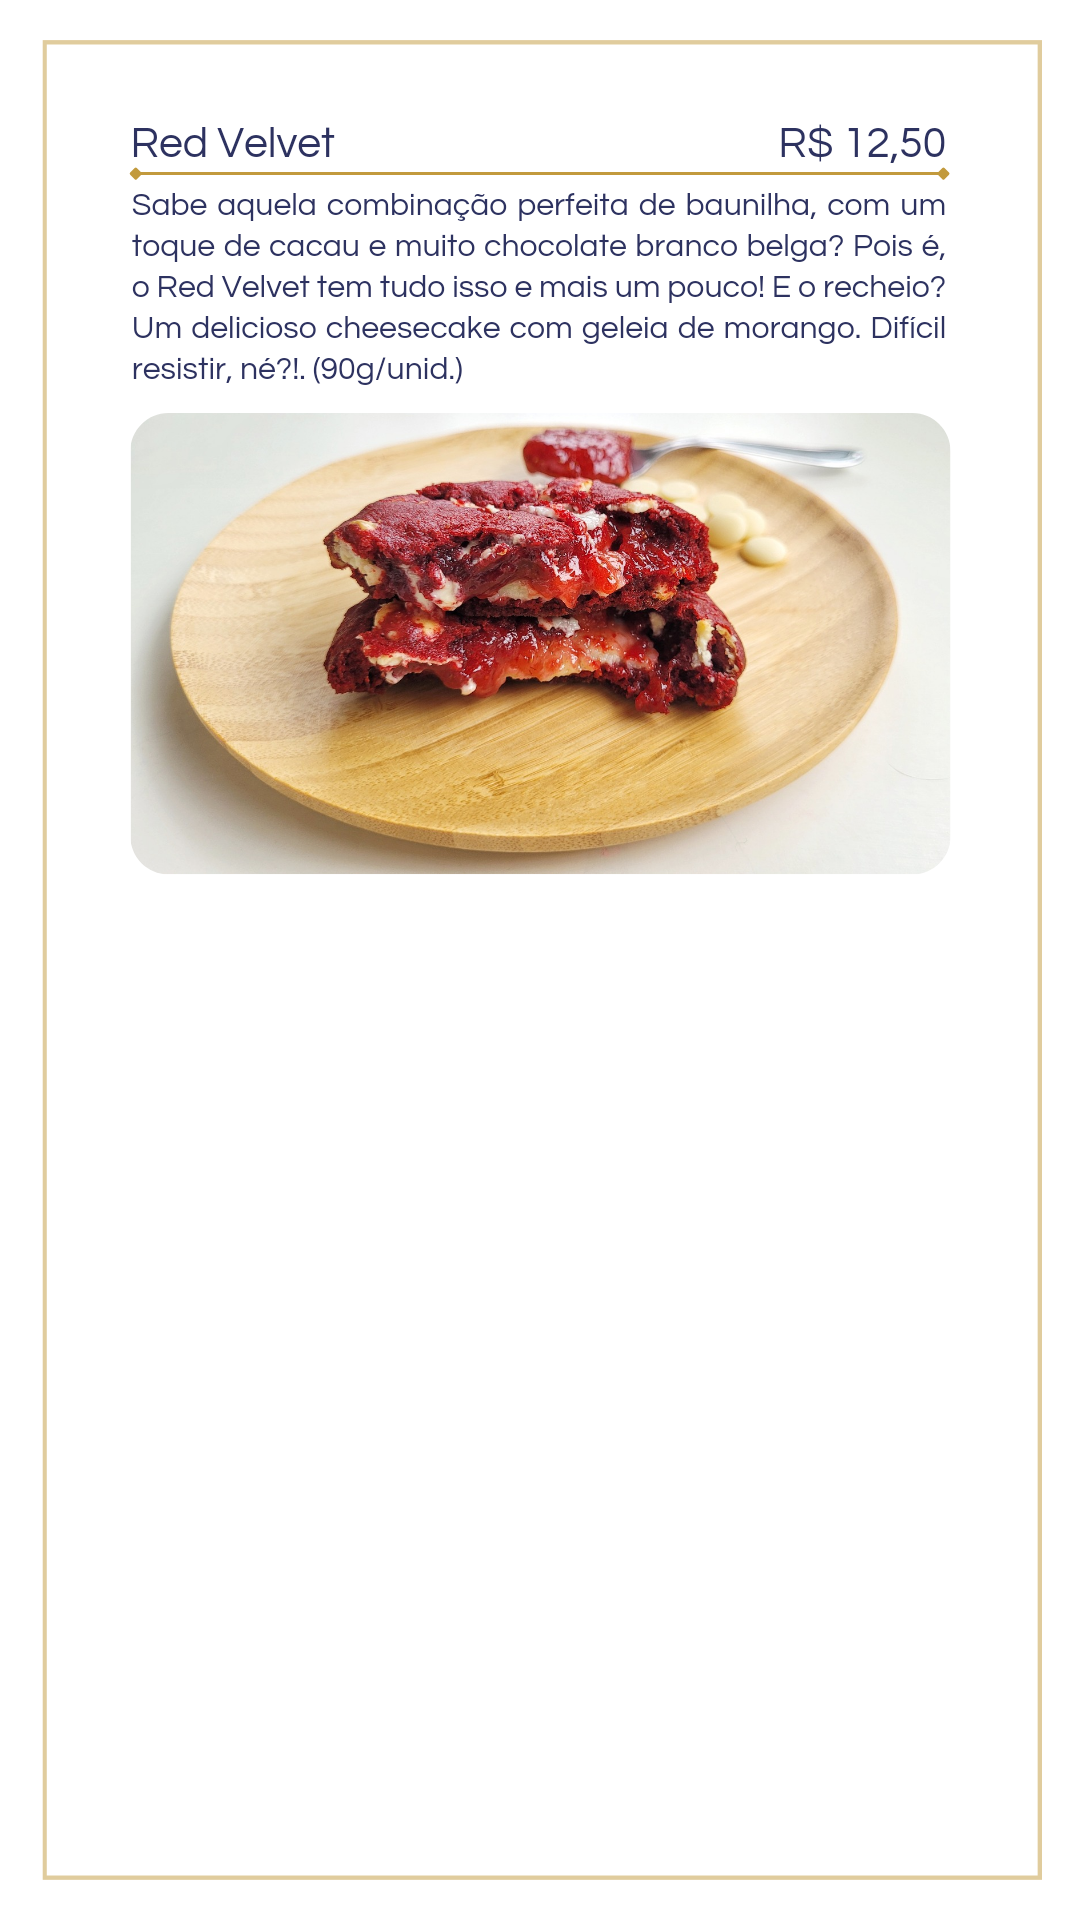 Red Velvet R$ 12,50
Sabe aquela combinação perfeita de baunilha, com um
toque de cacau e muito chocolate branco belga? Pois é,
o Red Velvet tem tudo isso e mais um pouco! E o recheio?
Um delicioso cheesecake com geleia de morango. Difícil
resistir, né?!. (90g/unid.)